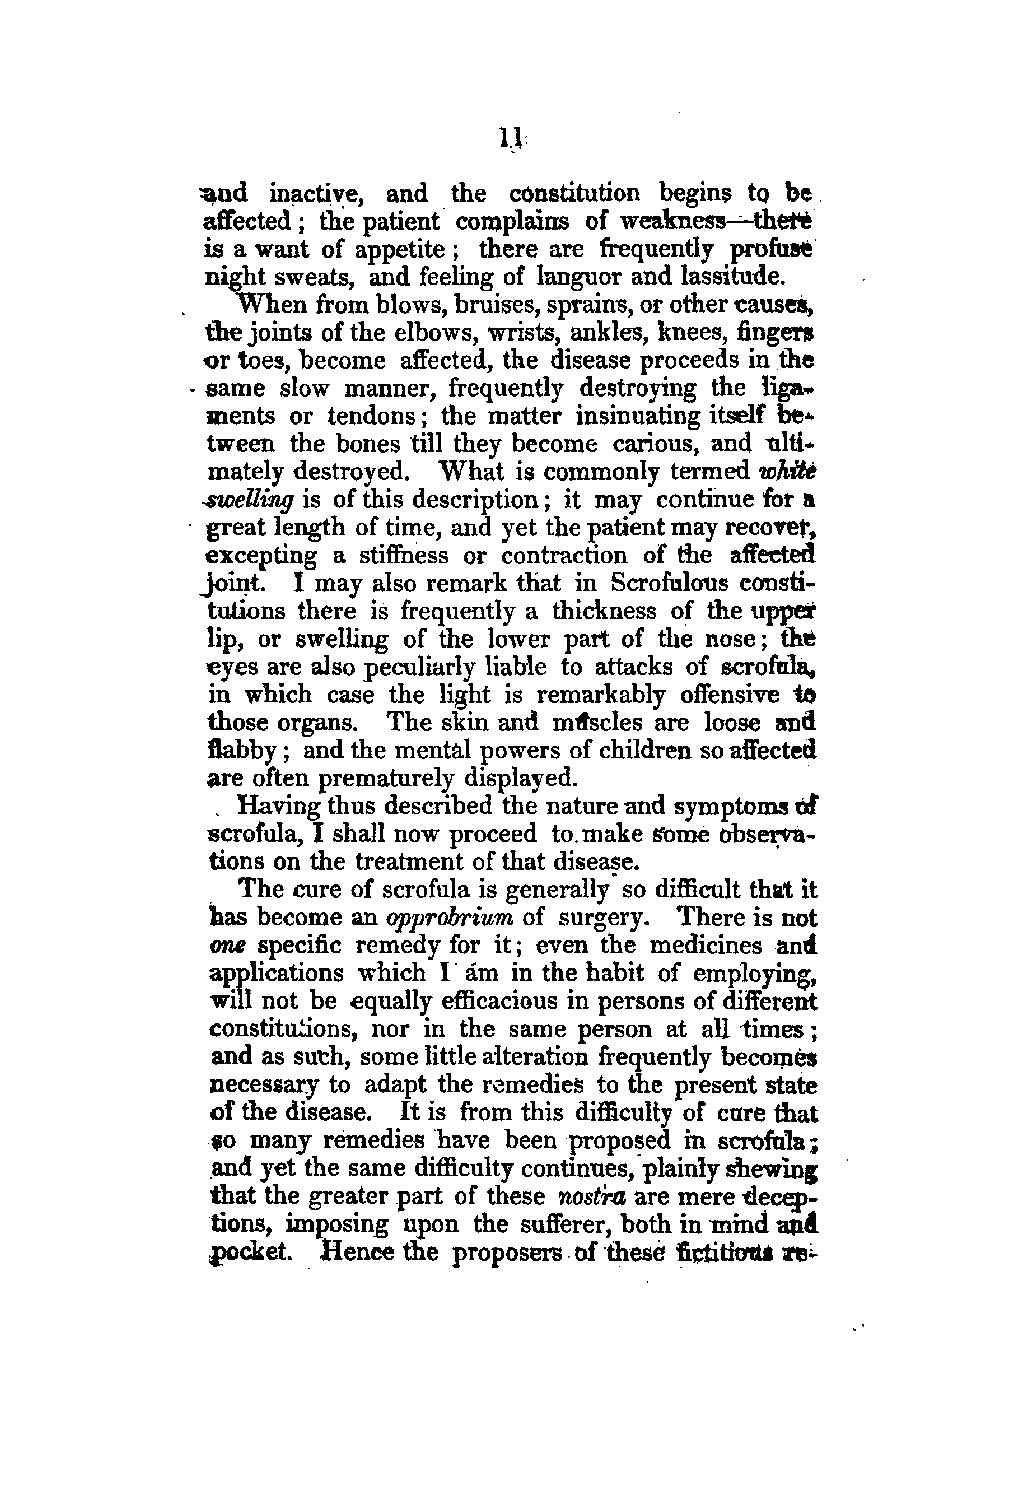 11
and inactive, and the constitution begins to be
affected ; the patient complains of weakness—there
is a want of appetite ; there are frequently profuse
night sweats, and feeling of languor and lassitude.
When from blows, bruises, sprains, or other causes,
the joints of the elbows, wrists, ankles, knees, fingers
or toes, become affected, the disease proceeds in the
same slow manner, frequently destroying the liga-
ments or tendons ; the matter insinuating itself be-
tween the bones till they become carious, and ulti-
mately destroyed. What is commonly termed white
swelling is of this description ; it may continue for a
great length of time, and yet the patient may recover,
excepting a stiffness or contraction of the affected
joint. I may also remark that in Scrofulous consti-
tutions there is frequently a thickness of the upper
lip, or swelling of the lower part of the nose ; the
eyes are also peculiarly liable to attacks of scrofula,
in which case the light is remarkably offensive to
those organs. The skin and muscles are loose and
flabby ; and the mental powers of children so affected
are often prematurely displayed.
Having thus described the nature and symptoms of
scrofula, I shall now proceed to make some observa-
tions on the treatment of that disease.
The cure of scrofula is generally so difficult that it
has become an opprobrium of surgery. There is not
one specific remedy for it ; even the medicines and
applications which I am in the habit of employing,
will not be equally efficacious in persons of different
constitutions, nor in the same person at all times ;
and as such, some little alteration frequently becomes
necessary to adapt the remedies to the present state
of the disease. It is from this difficulty of cure that
so many remedies have been proposed in scrofula ;
and yet the same difficulty continues, plainly shewing
that the greater part of these nostra are mere decep-
tions, imposing upon the sufferer, both in mind and
pocket. Hence the proposers of these fictitious re-